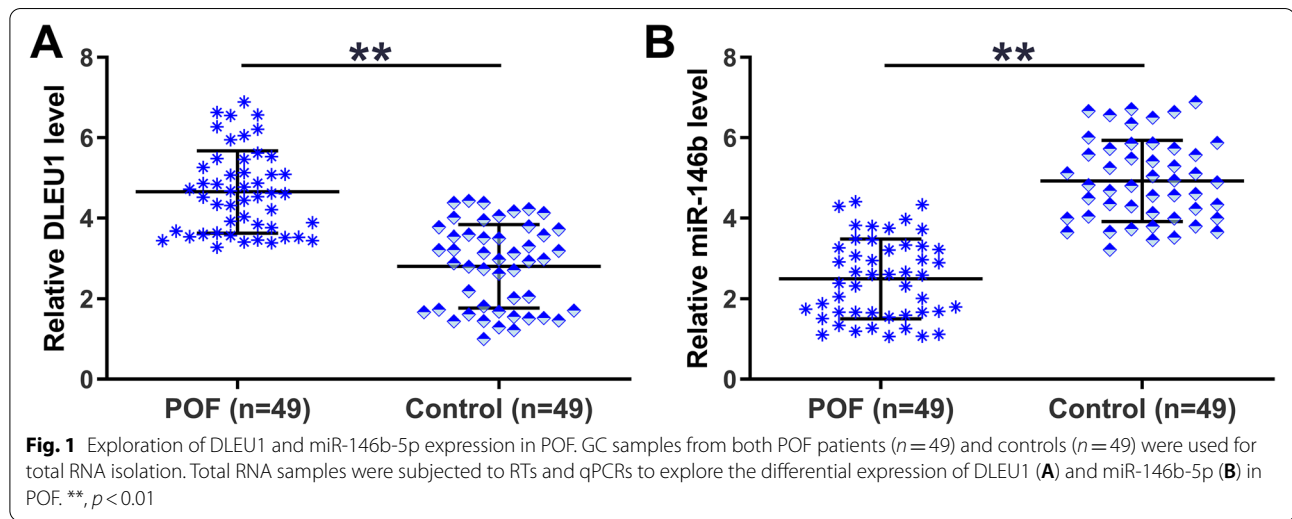 A
B
**
**
Relative DLEU1 level
Relative miR-146b level
8
6
4
2
0
8
6
4
2
0
POF (n=49)
Control (n=49)
POF (n=49)
Control (n=49)
Fig. 1 Exploration of DLEU1 and miR-146b-5p expression in POF. GC samples from both POF patients (n = 49) and controls (n = 49) were used for
total RNA isolation. Total RNA samples were subjected to RTs and qPCRs to explore the differential expression of DLEU1 (A) and miR-146b-5p (B) in
POF. **, p < 0.01